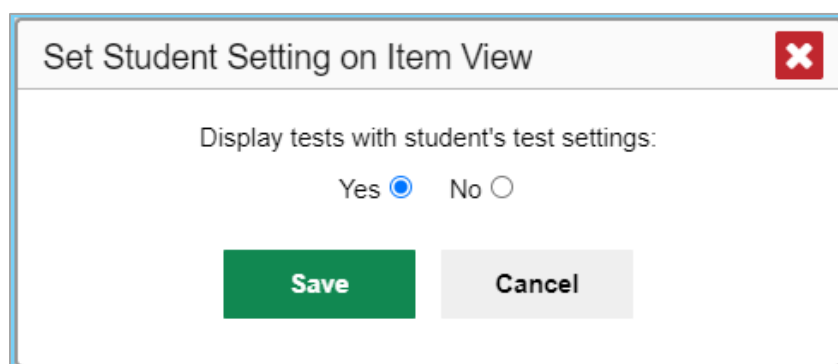 Set Student Setting on Item View
Display tests with student's test settings:
Yes No
Save Cancel